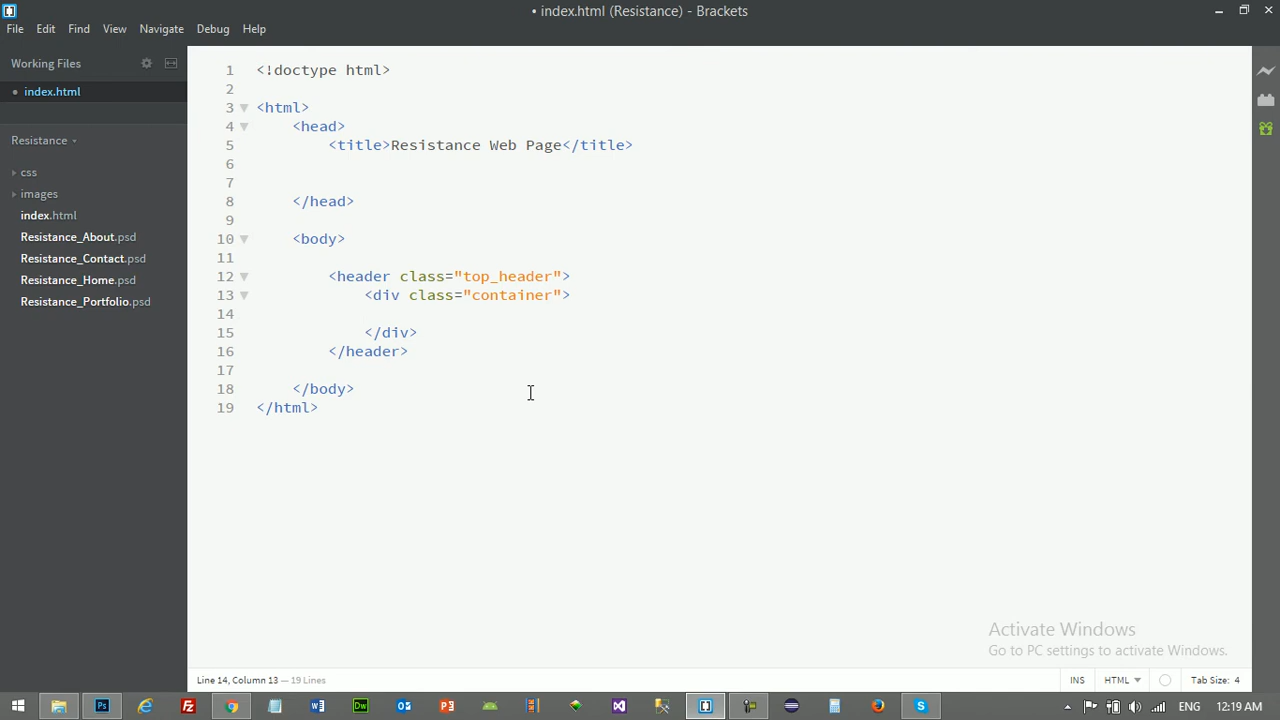 • index.html (Resistance) - Brackets
File Edit Find View Navigate Debug Help
Working Files
index.html
Resistance
css
images
index.html
Resistance_About.psd
Resistance_Contact.psd
Resistance_Home.psd
Resistance_Portfolio.psd
1 <!doctype html>
2
3 <html>
4 <head>
5 <title>Resistance Web Page</title>
6
7
8 </head>
9
10 <body>
11
12 <header class="top_header">
13 <div class="container">
14
15 </div>
16 </header>
17
18 </body>
19 </html>
Activate Windows
Go to PC settings to activate Windows.
Line 14, Column 13 — 19 Lines
INS HTML Tab Size: 4
ENG 12:19 AM